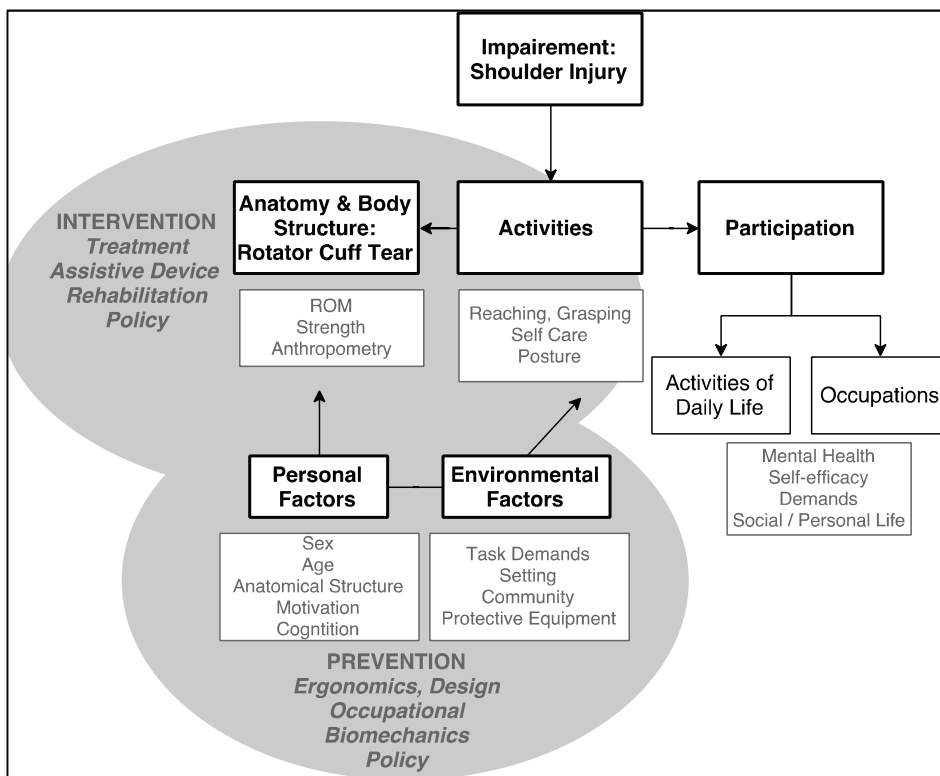 Impairement:
Shoulder Injury
INTERVENTION
Treatment
Assistive Device
Rehabilitation
Policy
Anatomy & Body
Structure:
Rotator Cuff Tear
Activities
Participation
ROM
Strength
Anthropometry
Reaching, Grasping
Self Care
Posture
Activities of
Daily Life
Occupations
Mental Health
Self-efficacy
Demands
Social / Personal Life
Personal
Factors
Environmental
Factors
Sex
Age
Anatomical Structure
Motivation
Cogntition
Task Demands
Setting
Community
Protective Equipment
PREVENTION
Ergonomics, Design
Occupational
Biomechanics
Policy